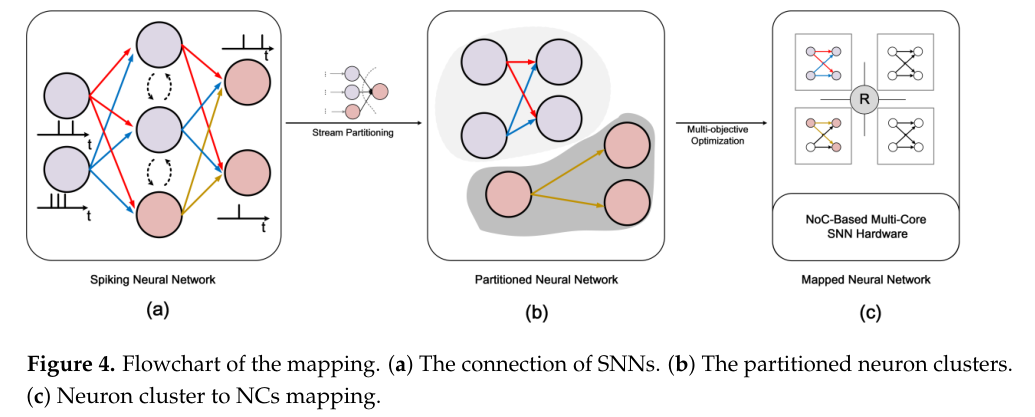 t
t
t
t
Spiking Neural Network
(a)
Stream Partitioning
Partitioned Neural Network
(b)
Multi-objective
Optimization
R
NoC-Based Multi-Core
SNN Hardware
Mapped Neural Network
(c)
Figure 4. Flowchart of the mapping. (a) The connection of SNNs. (b) The partitioned neuron clusters.
(c) Neuron cluster to NCs mapping.